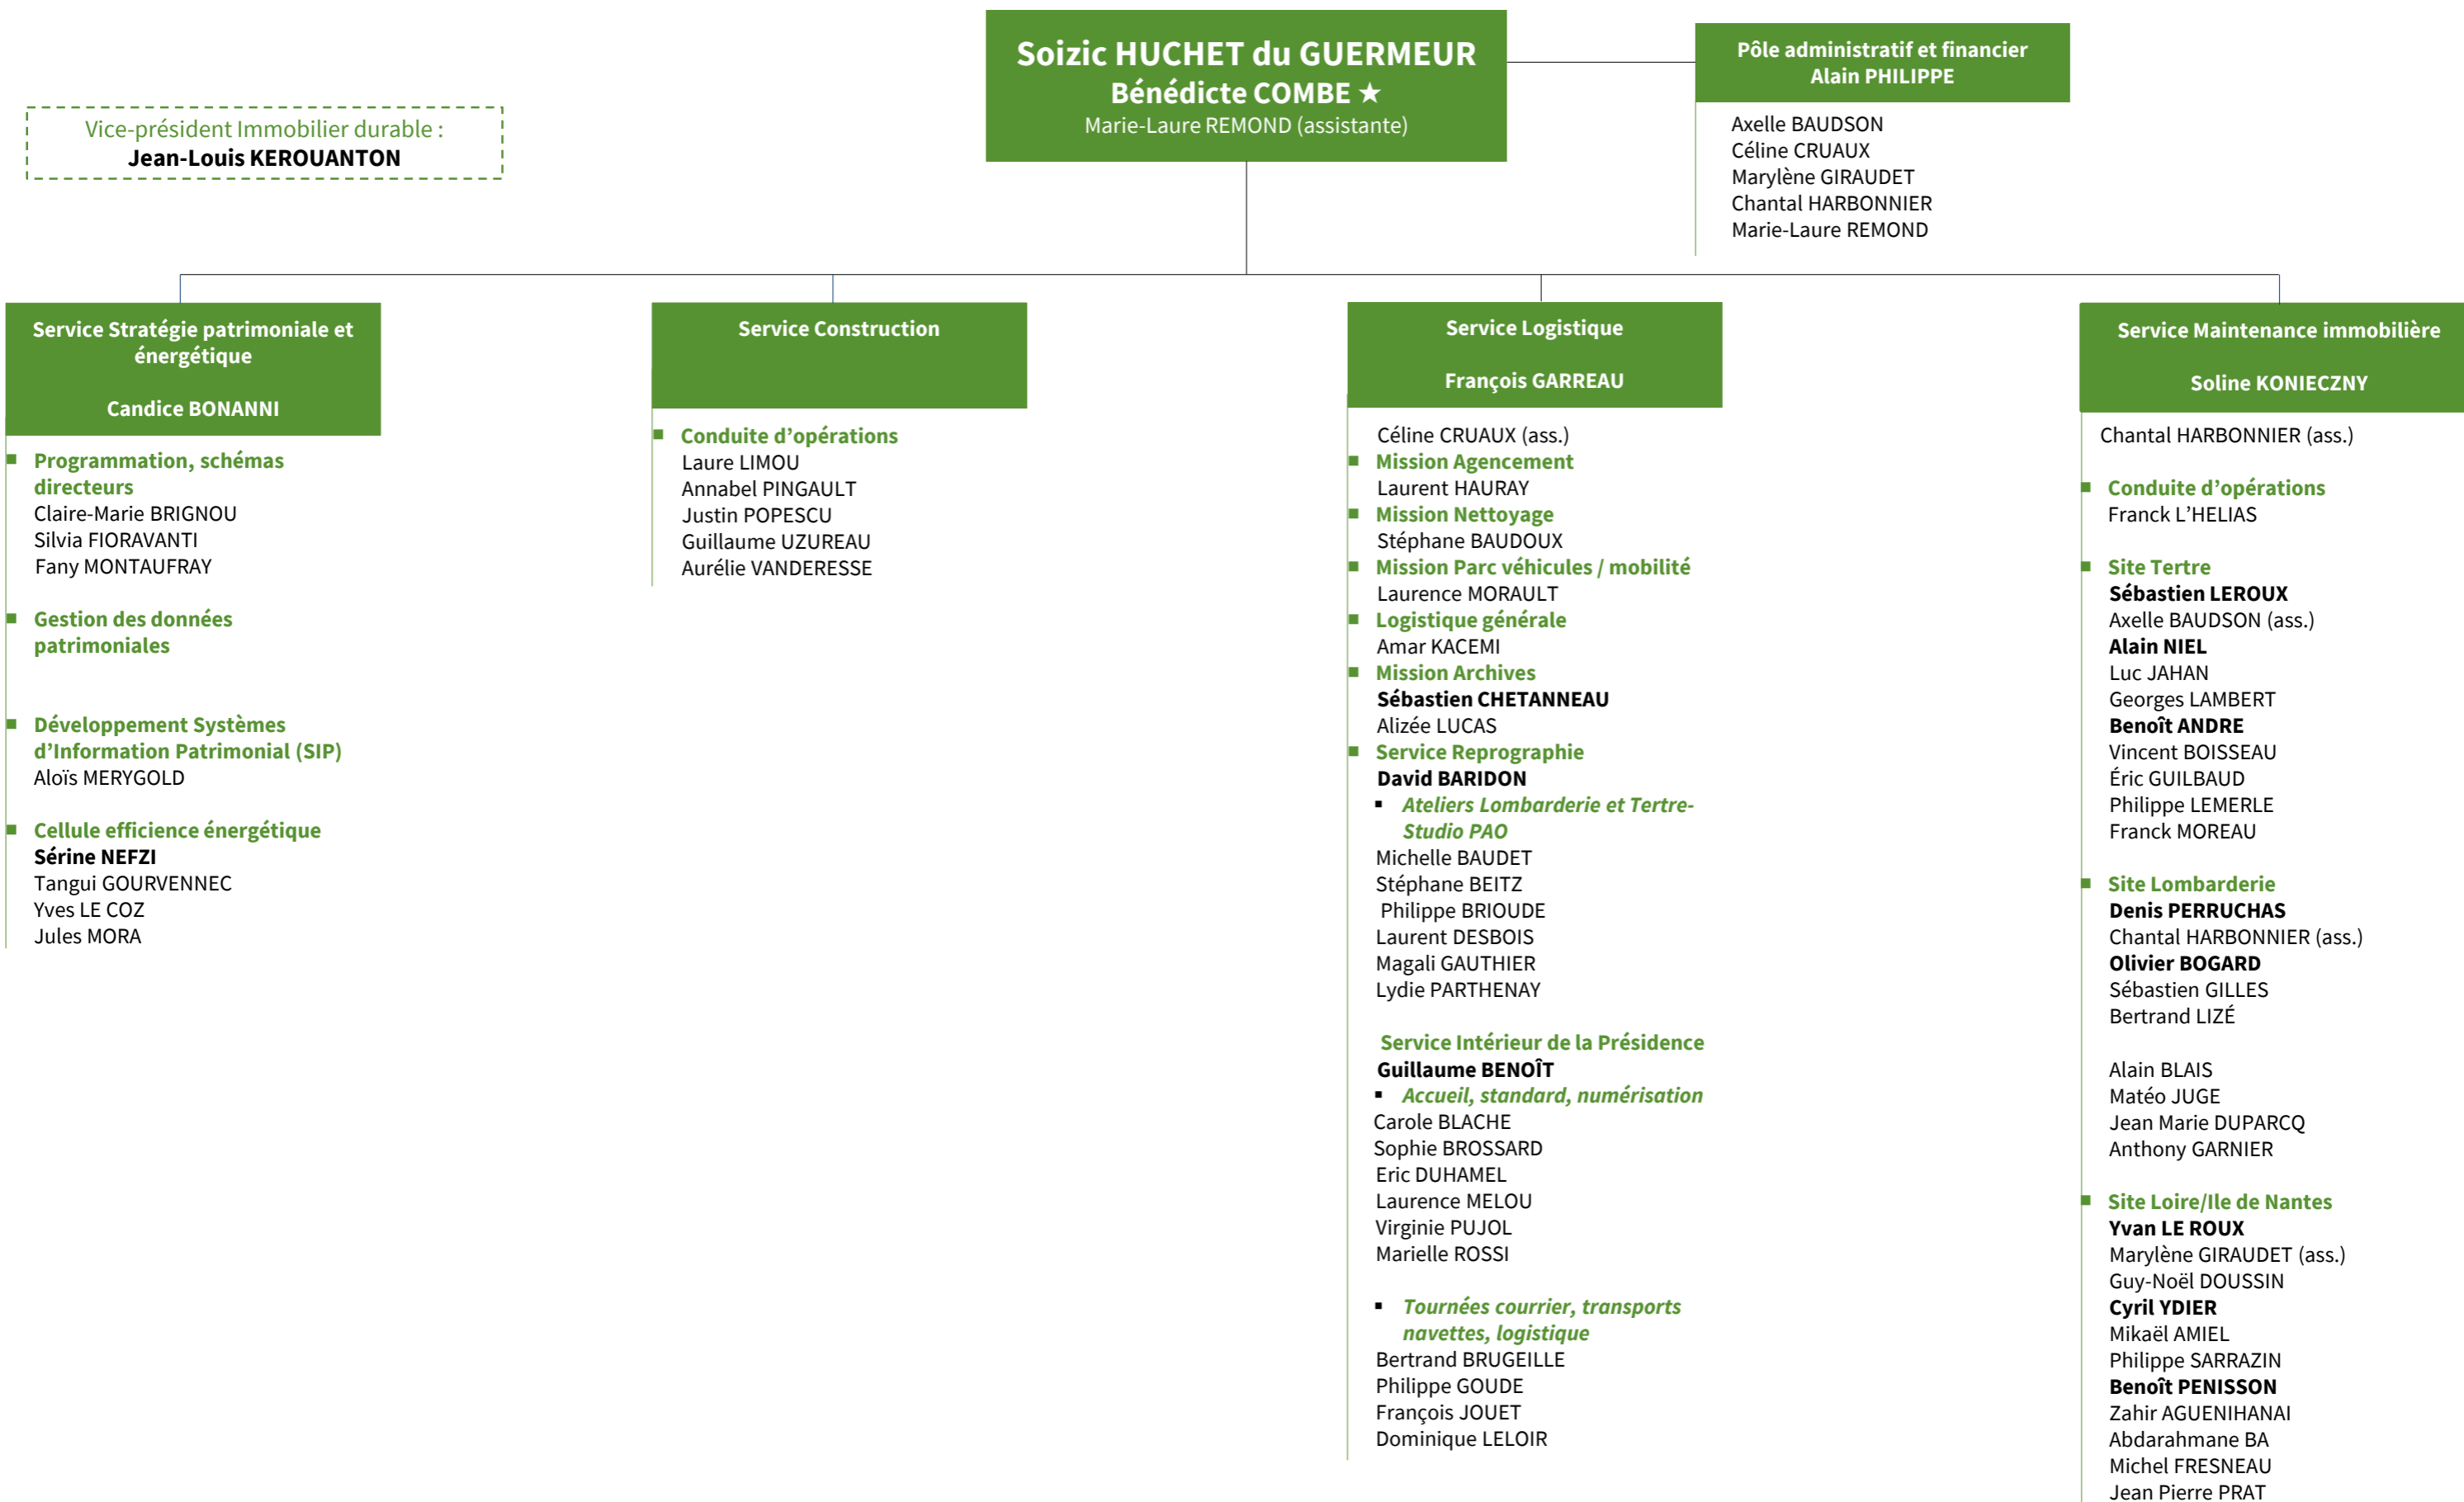 Soizic HUCHET du GUERMEUR
Bénédicte COMBE ★
Marie-Laure REMOND (assistante)
Pôle administratif et financier
Alain PHILIPPE
Axelle BAUDSON
Céline CRUAUX
Marylène GIRAUDET
Chantal HARBONNIER
Marie-Laure REMOND
Vice-président Immobilier durable :
Jean-Louis KEROUANTON
Service Stratégie patrimoniale et
énergétique
Candice BONANNI
Programmation, schémas
directeurs
Claire-Marie BRIGNOU
Silvia FIORAVANTI
Fany MONTAUFRAY
Gestion des données
patrimoniales
Développement Systèmes
d'Information Patrimonial (SIP)
Aloïs MERYGOLD
Cellule efficience énergétique
Sérine NEFZI
Tangui GOURVENNEC
Yves LE COZ
Jules MORA
Service Construction
Conduite d'opérations
Laure LIMOU
Annabel PINGAULT
Justin POPESCU
Guillaume UZUREAU
Aurélie VANDERESSE
Service Logistique
François GARREAU
Céline CRUAUX (ass.)
Mission Agencement
Laurent HAURAY
Mission Nettoyage
Stéphane BAUDOUX
Mission Parc véhicules / mobilité
Laurence MORAULT
Logistique générale
Amar KACEMI
Mission Archives
Sébastien CHETANNEAU
Alizée LUCAS
Service Reprographie
David BARIDON
Ateliers Lombarderie et Tertre-
Studio PAO
Michelle BAUDET
Stéphane BEITZ
Philippe BRIOUDE
Laurent DESBOIS
Magali GAUTHIER
Lydie PARTHENAY
Service Intérieur de la Présidence
Guillaume BENOÎT
Accueil, standard, numérisation
Carole BLACHE
Sophie BROSSARD
Eric DUHAMEL
Laurence MELOU
Virginie PUJOL
Marielle ROSSI
Tournées courrier, transports
navettes, logistique
Bertrand BRUGEILLE
Philippe GOUDE
François JOUET
Dominique LELOIR
Service Maintenance immobilière
Soline KONIECZNY
Chantal HARBONNIER (ass.)
Conduite d'opérations
Franck L'HELIAS
Site Tertre
Sébastien LEROUX
Axelle BAUDSON (ass.)
Alain NIEL
Luc JAHAN
Georges LAMBERT
Benoît ANDRE
Vincent BOISSEAU
Éric GUILBAUD
Philippe LEMERLE
Franck MOREAU
Site Lombarderie
Denis PERRUCHAS
Chantal HARBONNIER (ass.)
Olivier BOGARD
Sébastien GILLES
Bertrand LIZÉ
Alain BLAIS
Matéo JUGE
Jean Marie DUPARCQ
Anthony GARNIER
Site Loire/Ile de Nantes
Yvan LE ROUX
Marylène GIRAUDET (ass.)
Guy-Noël DOUSSIN
Cyril YDIER
Mikaël AMIEL
Philippe SARRAZIN
Benoît PENISSON
Zahir AGUENIHANAI
Abdarahmane BA
Michel FRESNEAU
Jean Pierre PRAT